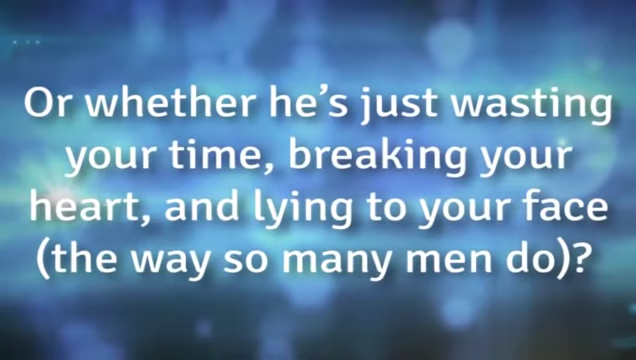 Or whether he’s just wasting
your time, breaking your
heart, and lying to your face
(the way so many men do)?